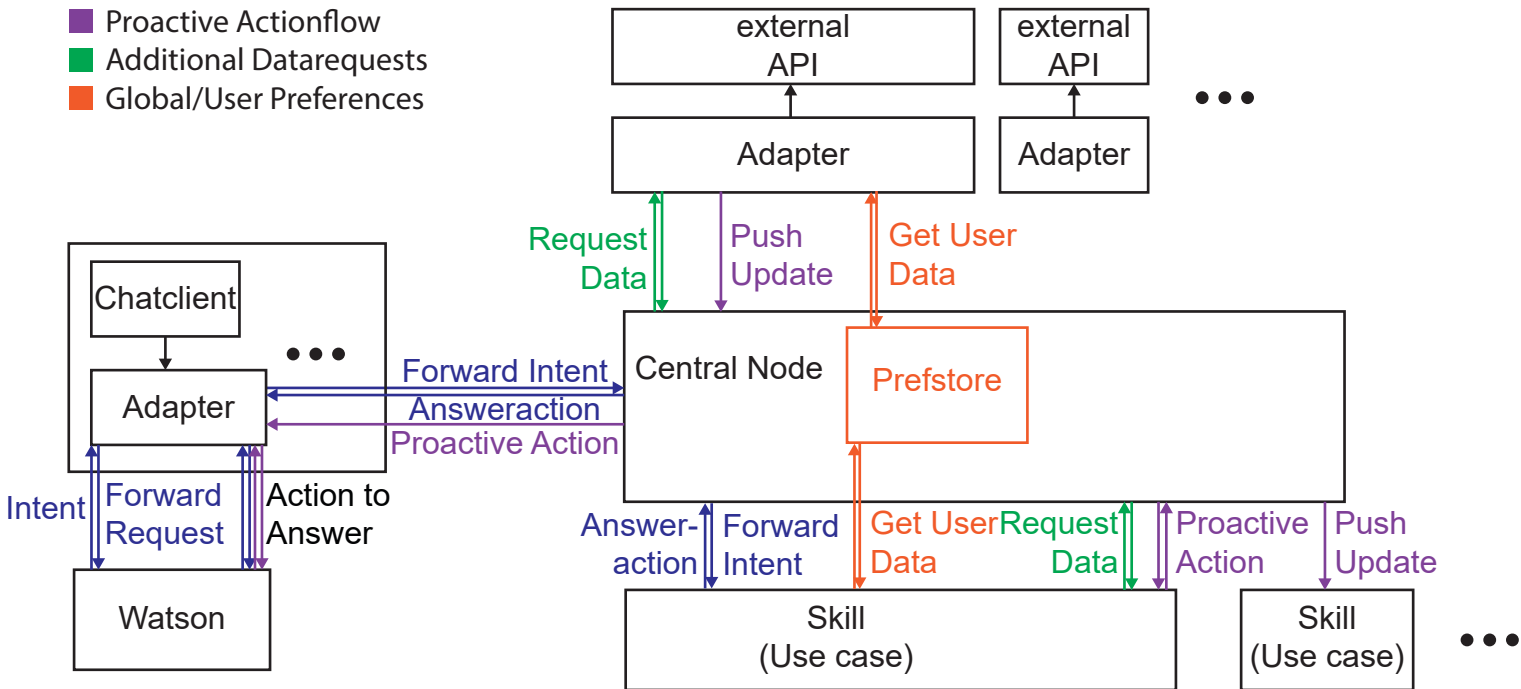 Proactive Actionflow
Additional Datarequests
Global/User Preferences
external
API
external
API
Adapter
Adapter
Request
Data
Push
Update
Get User
Data
Chatclient
Adapter
Forward Intent
Answeraction
Proactive Action
Central Node
Prefstore
Intent
Forward
Request
Action to
Answer
Answer-
action
Forward
Intent
Get User
Data
Request
Data
Proactive
Action
Push
Update
Watson
Skill
(Use case)
Skill
(Use case)